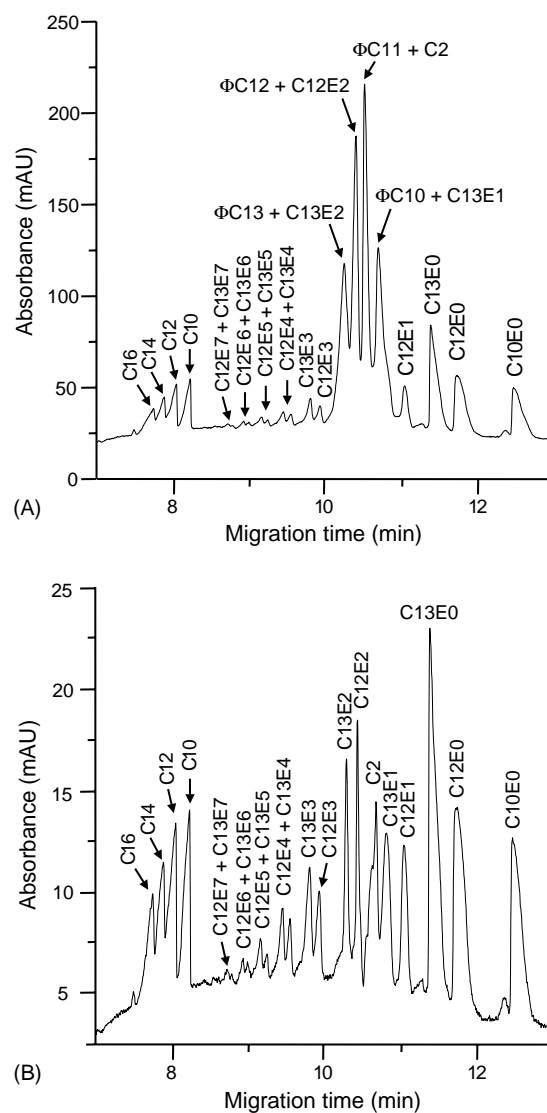 250
200
150
100
50
0
Absorbance (mAU)
C16
C14
C12
C10
C12E7 + C13E7
C12E6 + C13E6
C12E5 + C13E5
C12E4 + C13E4
C13E3
C12E3
ΦC13 + C13E2
ΦC12 + C12E2
ΦC11 + C2
ΦC10 + C13E1
C12E1
C13E0
C12E0
C10E0
8
10
12
(A)
Migration time (min)
25
20
15
10
5
Absorbance (mAU)
C16
C14
C12
C10
C12E7 + C13E7
C12E6 + C13E6
C12E5 + C13E5
C12E4 + C13E4
C13E3
C12E3
C13E2
C12E2
C2
C13E1
C12E1
C13E0
C12E0
C10E0
8
10
12
(B)
Migration time (min)